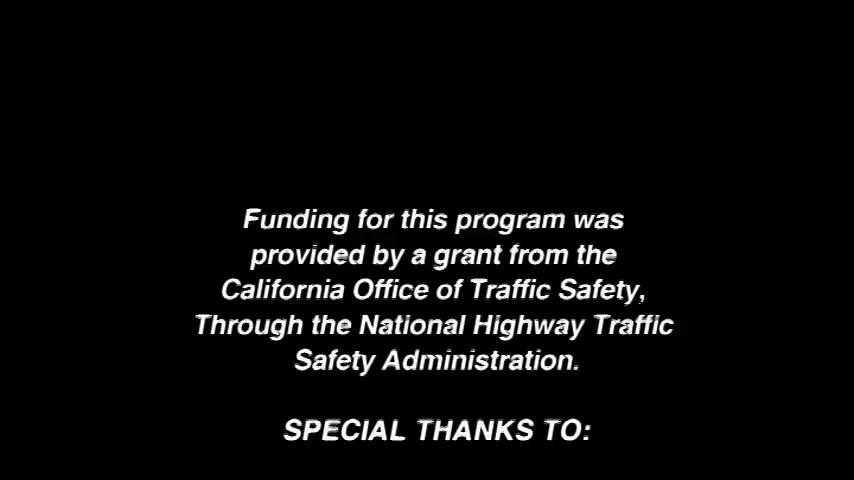 Funding for this program was
provided by a grant from the
California Office of Traffic Safety,
Through the National Highway Traffic
Safety Administration.
SPECIAL THANKS TO: